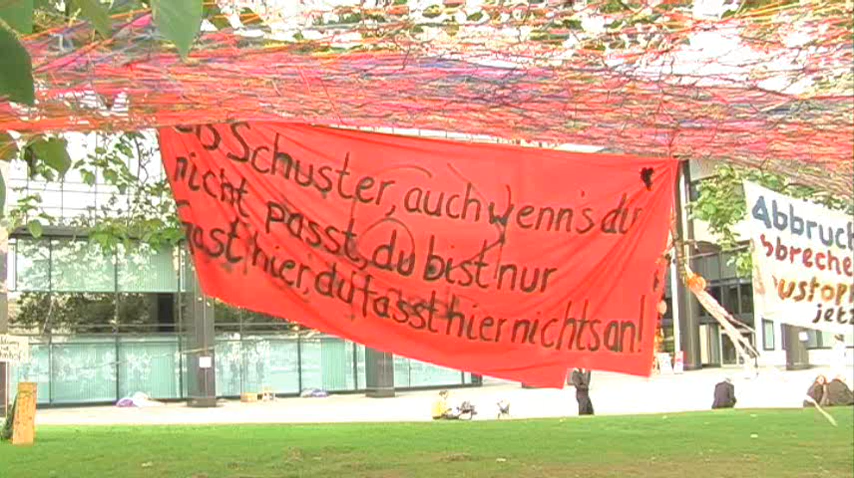 Schuster, auch wenn's dir
nicht passt, du bist nur
Gast hier, du fasst hier nichts an!
Abbruch
bbreche
ustop
jetz